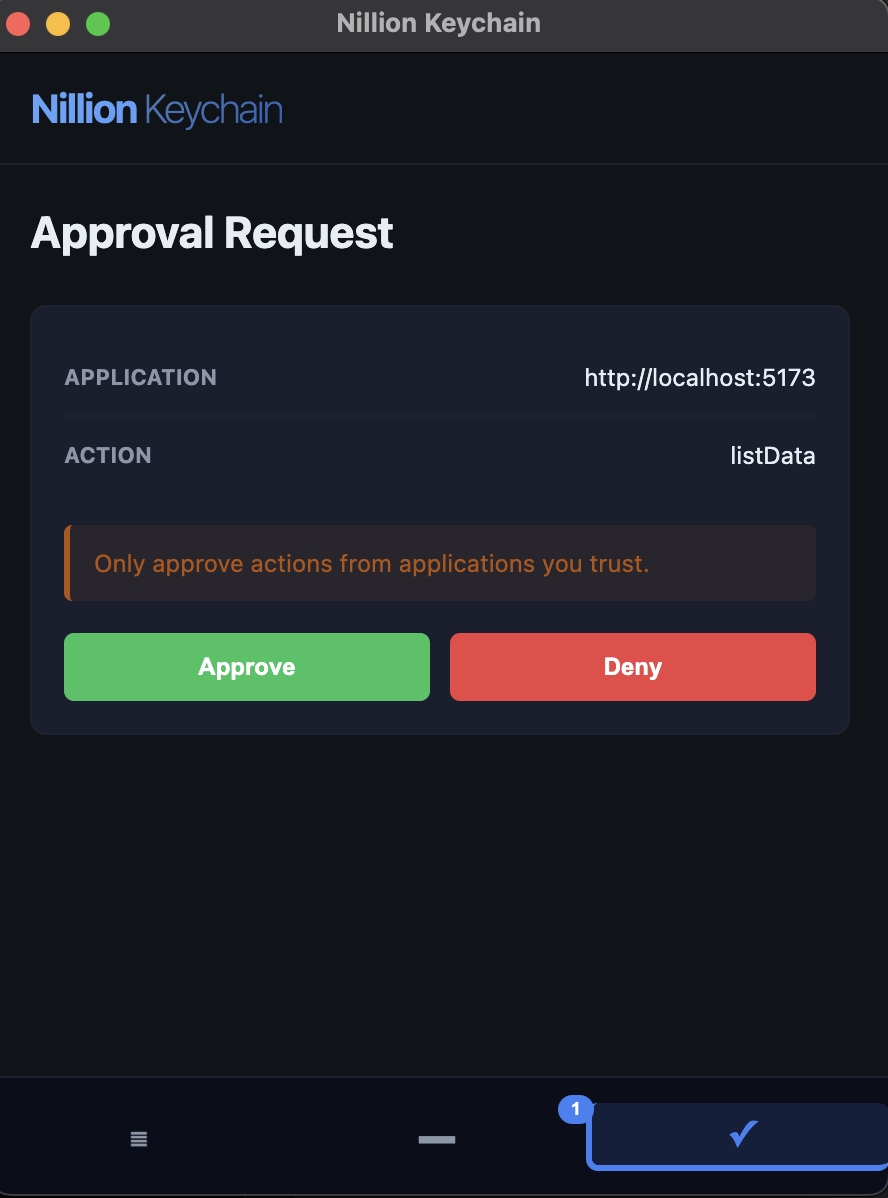 Nillion Keychain
Nillion Keychain
Approval Request
APPLICATION http://localhost:5173
ACTION listData
Only approve actions from applications you trust.
Approve Deny
1